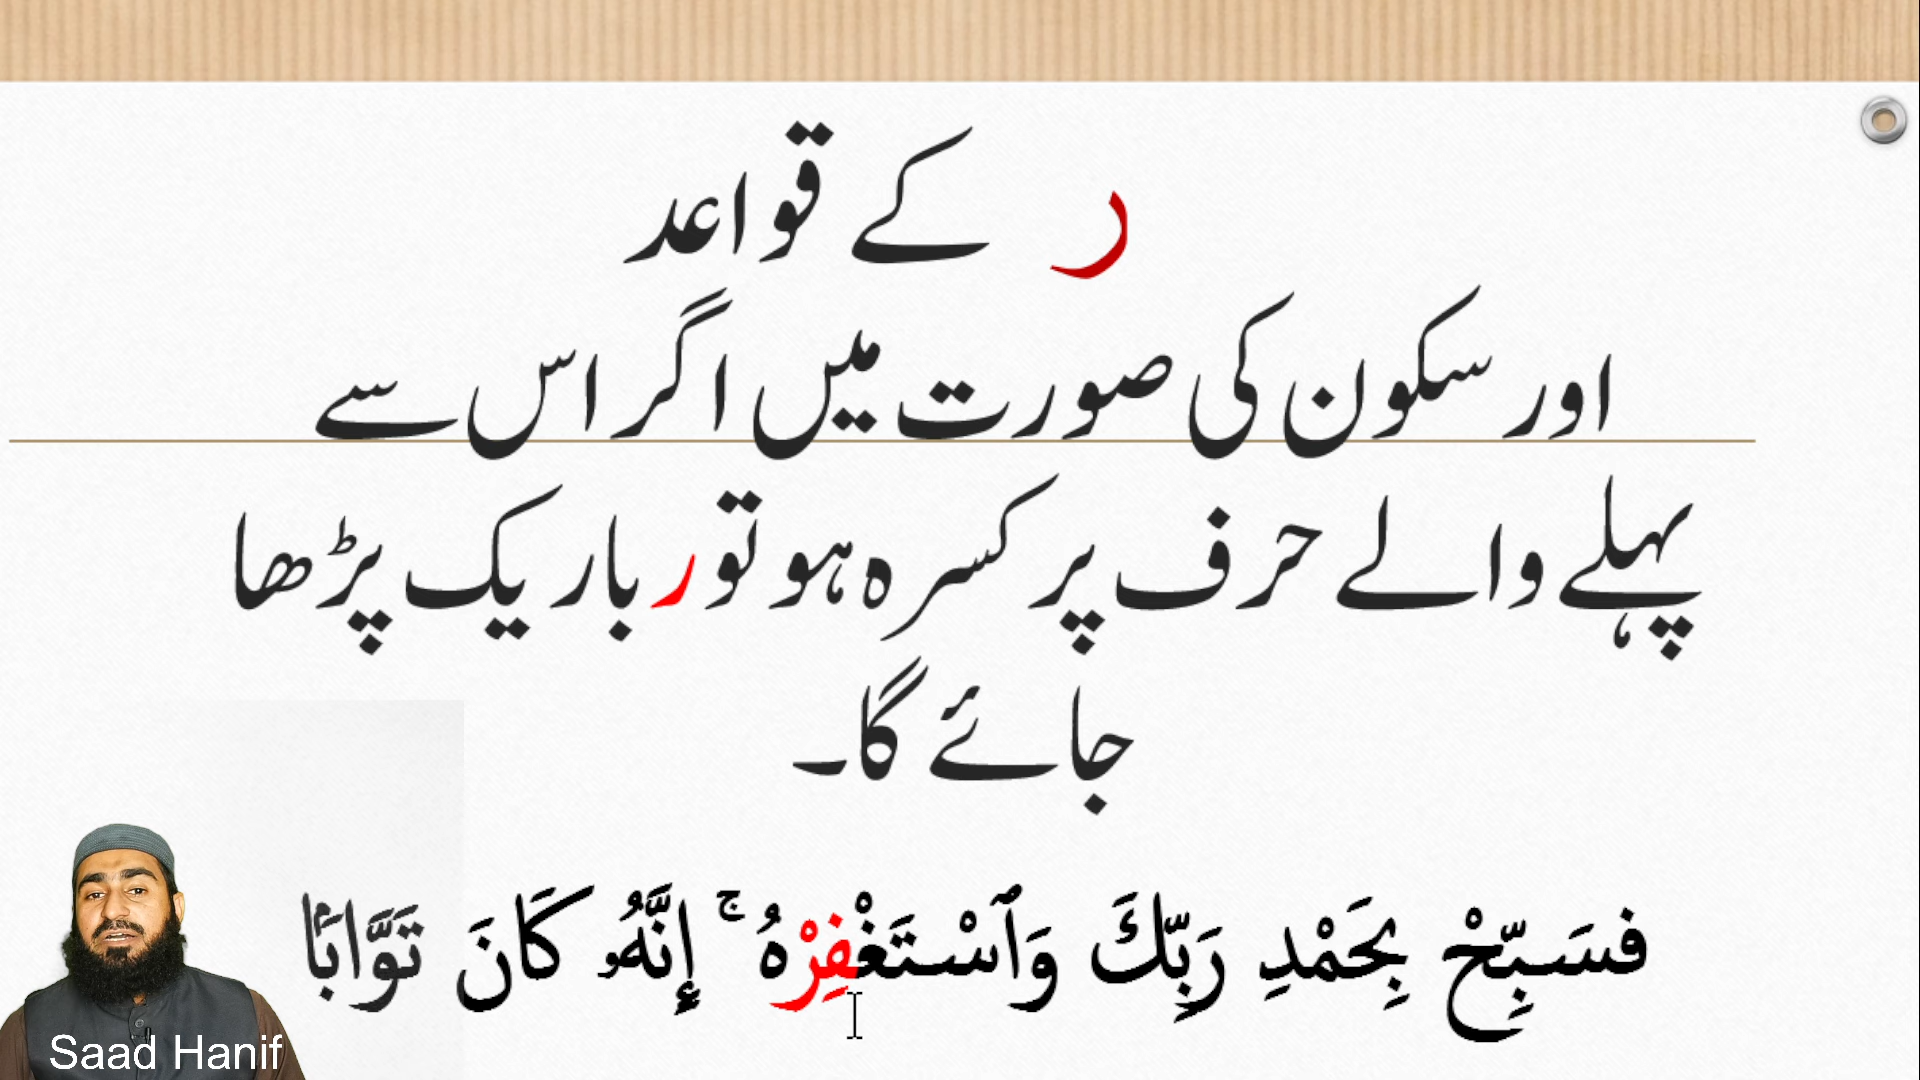 ر کے قواعد
اور سکون کی صورت میں اگر اس سے
پہلے والے حرف پر کسرہ ہو تو ر باریک پڑھا
جائے گا۔
فَسَبِّحْ بِحَمْدِ رَبِّكَ وَٱسْتَغْفِرْهُ ۚ إِنَّهُۥ كَانَ تَوَّابًۢا
Saad Hanif